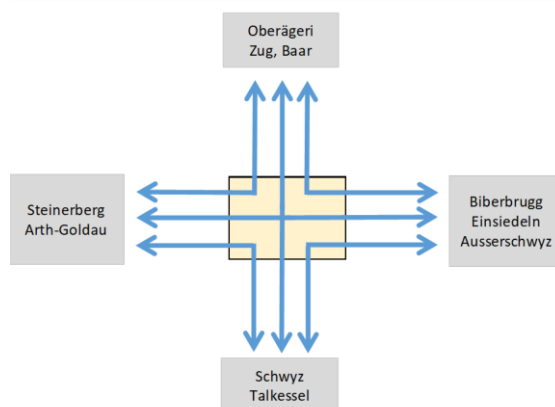 Oberägeri
Zug, Baar
Steinerberg
Arth-Goldau
Biberbrugg
Einsiedeln
Ausserschwyz
Schwyz
Talkessel